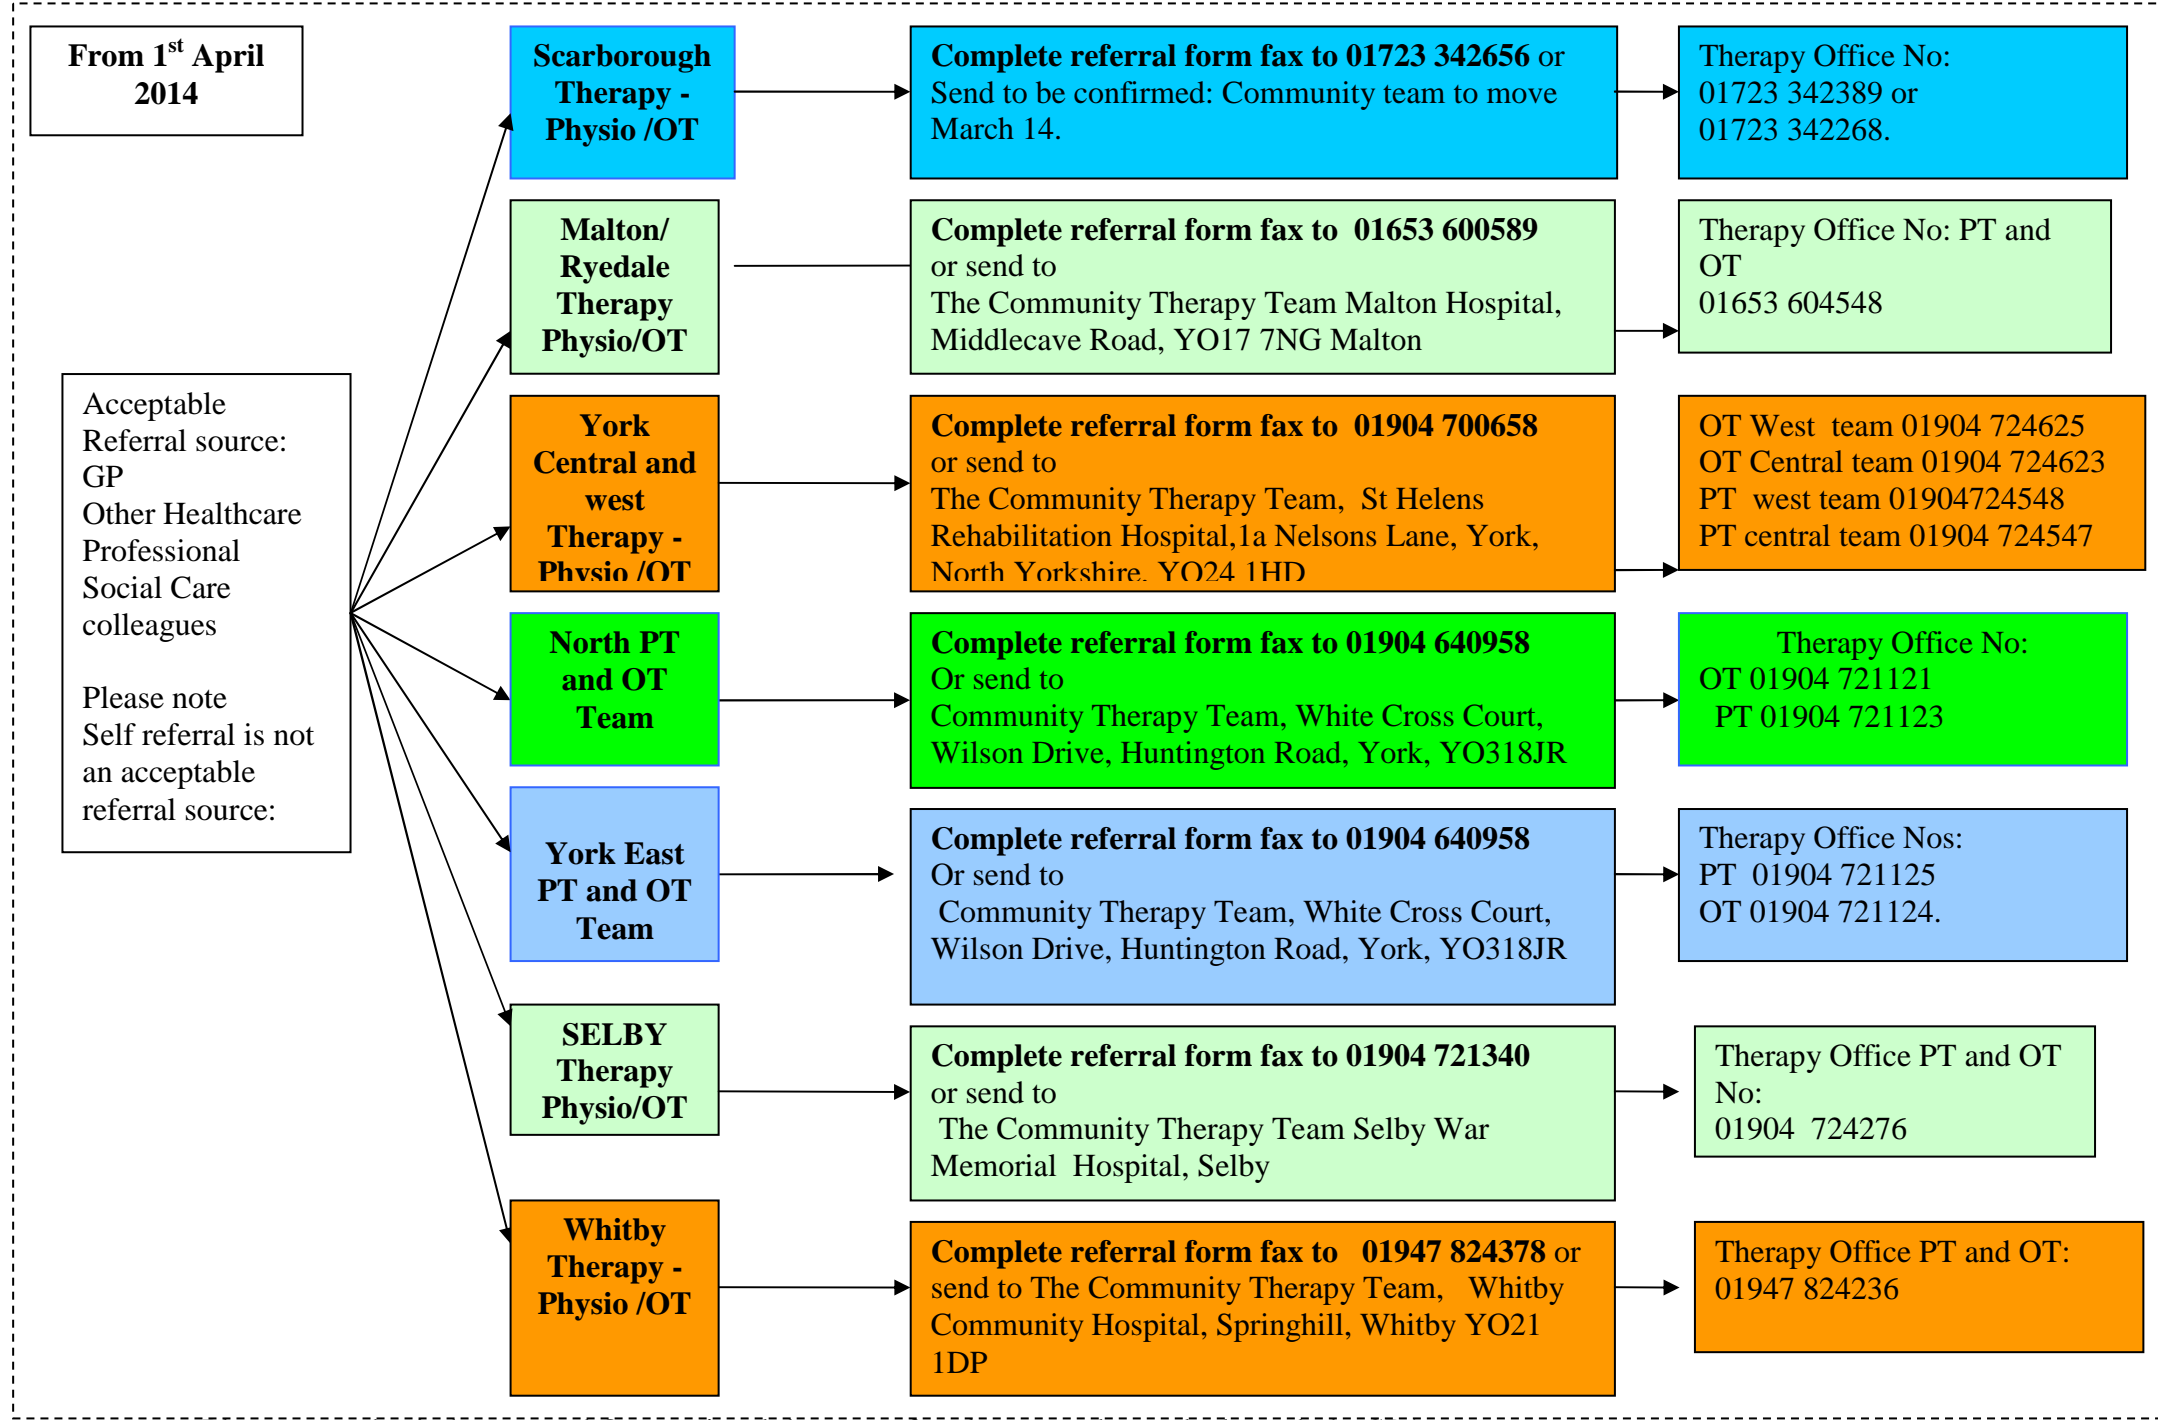 From 1st April
2014
Acceptable
Referral source:
GP
Other Healthcare
Professional
Social Care
colleagues
Please note
Self referral is not
an acceptable
referral source:
Scarborough
Therapy -
Physio /OT
Complete referral form fax to 01723 342656 or
Send to be confirmed: Community team to move
March 14.
Therapy Office No:
01723 342389 or
01723 342268.
Malton/
Ryedale
Therapy
Physio/OT
Complete referral form fax to  01653 600589
or send to
The Community Therapy Team Malton Hospital,
Middlecave Road, YO17 7NG Malton
Therapy Office No: PT and
OT
01653 604548
York
Central and
west
Therapy -
Physio /OT
Complete referral form fax to  01904 700658
or send to
The Community Therapy Team,  St Helens
Rehabilitation Hospital,1a Nelsons Lane, York,
North Yorkshire. YO24 1HD
OT West  team 01904 724625
OT Central team 01904 724623
PT  west team 01904724548
PT central team 01904 724547
North PT
and OT
Team
Complete referral form fax to 01904 640958
Or send to
Community Therapy Team, White Cross Court,
Wilson Drive, Huntington Road, York, YO318JR
Therapy Office No:
OT 01904 721121
PT 01904 721123
York East
PT and OT
Team
Complete referral form fax to 01904 640958
Or send to
Community Therapy Team, White Cross Court,
Wilson Drive, Huntington Road, York, YO318JR
Therapy Office Nos:
PT  01904 721125
OT 01904 721124.
SELBY
Therapy
Physio/OT
Complete referral form fax to 01904 721340
or send to
The Community Therapy Team Selby War
Memorial  Hospital, Selby
Therapy Office PT and OT
No:
01904  724276
Whitby
Therapy -
Physio /OT
Complete referral form fax to   01947 824378 or
send to The Community Therapy Team,   Whitby
Community Hospital, Springhill, Whitby YO21
1DP
Therapy Office PT and OT:
01947 824236